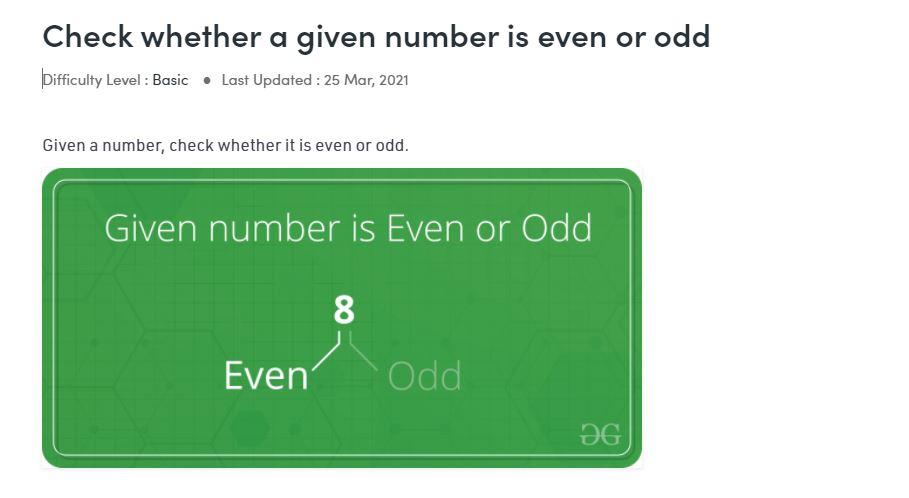 Check whether a given number is even or odd
Difficulty Level : Basic ● Last Updated : 25 Mar, 2021
Given a number, check whether it is even or odd.
Given number is Even or Odd
8
Even Odd
GG